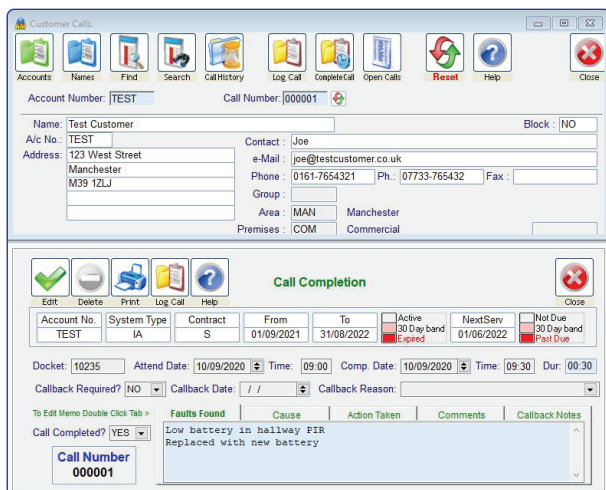 Customer Calls.
Accounts Names Find Search Call History Log Call Complete Call Open Calls Reset Help Close
Account Number: TEST Call Number: 000001
Name: Test Customer Block : NO
A/c No.: TEST Contact : Joe
Address: 123 West Street e-Mail : joe@testcustomer.co.uk
Manchester Phone : 0161-7654321 Ph.: 07733-765432 Fax :
M39 1ZLJ Group :
Area : MAN Manchester
Premises : COM Commercial
Call Completion
Edit Delete Print Log Call Help Close
Account No. System Type Contract From To Active NextServ Not Due
30 Day band 30 Day band
TEST IA S 01/09/2021 31/08/2022 Expired 01/06/2022 Past Due
Docket: 10235 Attend Date: 10/09/2020 Time: 09:00 Comp. Date: 10/09/2020 Time: 09:30 Dur: 00:30
Callback Required? NO Callback Date: / / Callback Reason:
To Edit Memo Double Click Tab > Faults Found Cause Action Taken Comments Callback Notes
Call Completed? YES Low battery in hallway PIR
Replaced with new battery
Call Number
000001